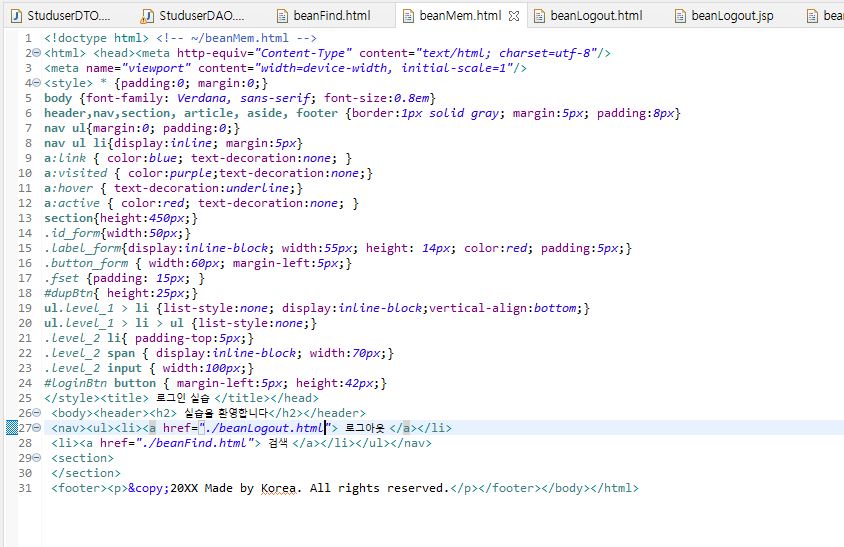 StuduserDTO.... StuduserDAO.... beanFind.html beanMem.html beanLogout.html beanLogout.jsp bea
1 <!doctype html> <!-- ~/beanMem.html -->
2 <html> <head><meta http-equiv="Content-Type" content="text/html; charset=utf-8"/>
3 <meta name="viewport" content="width=device-width, initial-scale=1"/>
4 <style> * {padding:0; margin:0;}
5 body {font-family: Verdana, sans-serif; font-size:0.8em}
6 header,nav,section, article, aside, footer {border:1px solid gray; margin:5px; padding:8px}
7 nav ul{margin:0; padding:0;}
8 nav ul li{display:inline; margin:5px}
9 a:link { color:blue; text-decoration:none; }
10 a:visited { color:purple;text-decoration:none;}
11 a:hover { text-decoration:underline;}
12 a:active { color:red; text-decoration:none; }
13 section{height:450px;}
14 .id_form{width:50px;}
15 .label_form{display:inline-block; width:55px; height: 14px; color:red; padding:5px;}
16 .button_form { width:60px; margin-left:5px;}
17 .fset {padding: 15px; }
18 #dupBtn{ height:25px;}
19 ul.level_1 > li {list-style:none; display:inline-block;vertical-align:bottom;}
20 ul.level_1 > li > ul {list-style:none;}
21 .level_2 li{ padding-top:5px;}
22 .level_2 span { display:inline-block; width:70px;}
23 .level_2 input { width:100px;}
24 #loginBtn button { margin-left:5px; height:42px;}
25 </style><title> 로그인 실습 </title></head>
26 <body><header><h2> 실습을 환영합니다</h2></header>
27 <nav><ul><li><a href="./beanLogout.html"> 로그아웃 </a></li>
28 <li><a href="./beanFind.html"> 검색 </a></li></ul></nav>
29 <section>
30 </section>
31 <footer><p>&copy;20XX Made by Korea. All rights reserved.</p></footer></body></html>